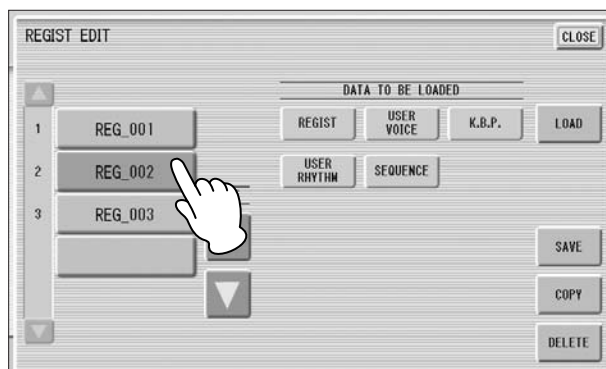 REGIST EDIT
CLOSE
DATA TO BE LOADED
REGIST
USER
VOICE
K.B.P.
LOAD
USER
RHYTHM
SEQUENCE
1 REG_001
2 REG_002
3 REG_003
SAVE
COPY
DELETE